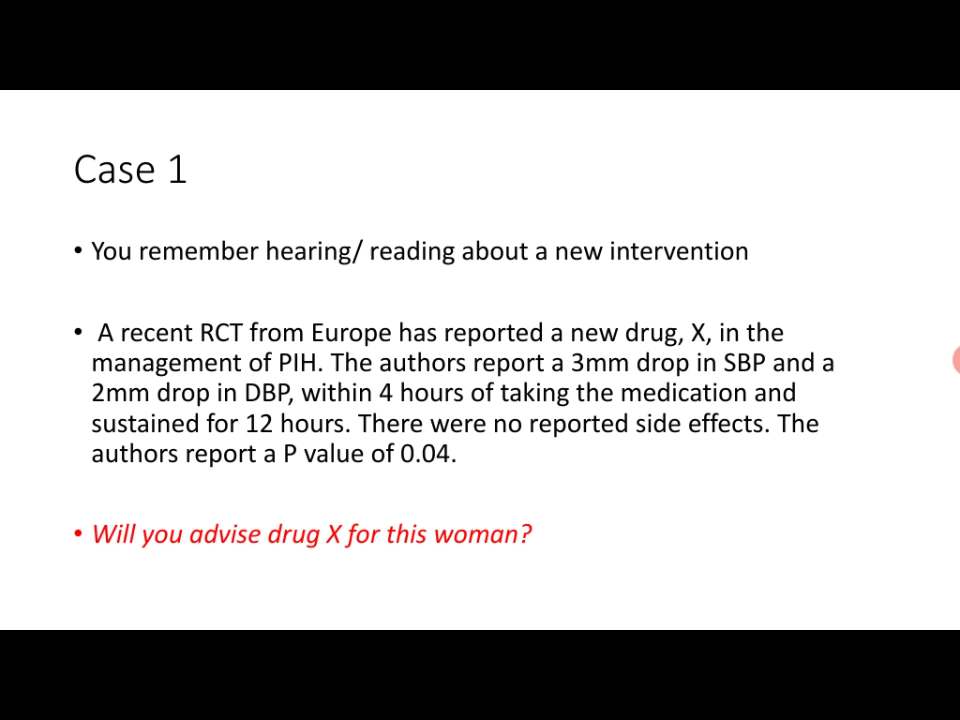 Case 1
• You remember hearing/ reading about a new intervention
• A recent RCT from Europe has reported a new drug, X, in the
management of PIH. The authors report a 3mm drop in SBP and a
2mm drop in DBP, within 4 hours of taking the medication and
sustained for 12 hours. There were no reported side effects. The
authors report a P value of 0.04.
• Will you advise drug X for this woman?